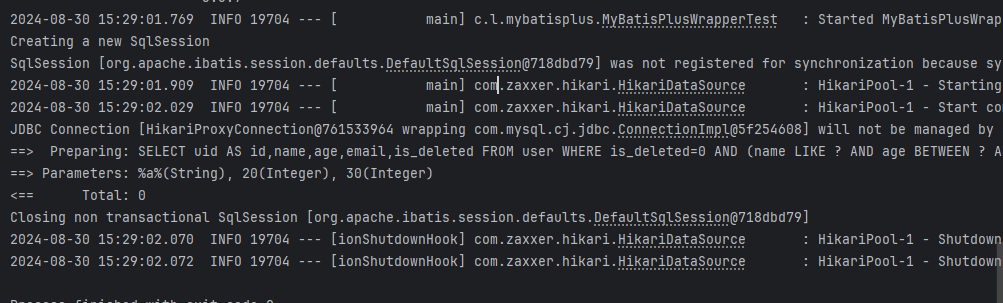 2024-08-30 15:29:01.769  INFO 19704 --- [           main] c.l.mybatisplus.MyBatisPlusWrapperTest   : Started MyBatisPlusWrap
Creating a new SqlSession
SqlSession [org.apache.ibatis.session.defaults.DefaultSqlSession@718dbd79] was not registered for synchronization because sy
2024-08-30 15:29:01.909  INFO 19704 --- [           main] com.zaxxer.hikari.HikariDataSource       : HikariPool-1 - Starting
2024-08-30 15:29:02.029  INFO 19704 --- [           main] com.zaxxer.hikari.HikariDataSource       : HikariPool-1 - Start co
JDBC Connection [HikariProxyConnection@761533964 wrapping com.mysql.cj.jdbc.ConnectionImpl@5f254608] will not be managed by
==>  Preparing: SELECT uid AS id,name,age,email,is_deleted FROM user WHERE is_deleted=0 AND (name LIKE ? AND age BETWEEN ? A
==> Parameters: %a%(String), 20(Integer), 30(Integer)
<==      Total: 0
Closing non transactional SqlSession [org.apache.ibatis.session.defaults.DefaultSqlSession@718dbd79]
2024-08-30 15:29:02.070  INFO 19704 --- [ionShutdownHook] com.zaxxer.hikari.HikariDataSource       : HikariPool-1 - Shutdown
2024-08-30 15:29:02.072  INFO 19704 --- [ionShutdownHook] com.zaxxer.hikari.HikariDataSource       : HikariPool-1 - Shutdown
Process finished with exit code 0